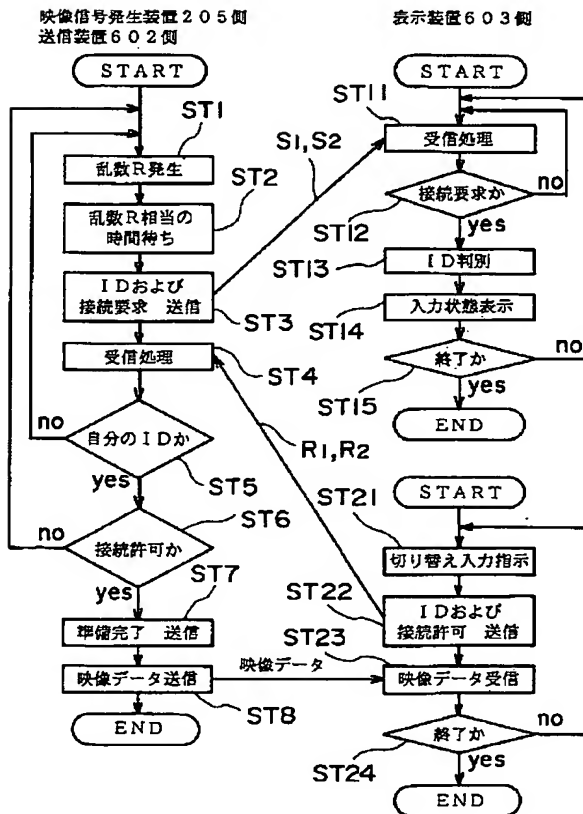 映像信号発生装置205側
送信装置602側
START
ST1
乱数R発生
ST2
乱数R相当の
時間待ち
IDおよび
接続要求 送信
ST3
受信処理
ST4
no
自分のIDか
yes
ST5
ST6
no
接続許可か
yes
ST7
準備完了 送信
映像データ送信
ST8
END
S1,S2
R1,R2
映像データ
表示装置603側
START
ST11
受信処理
no
接続要求か
ST12
yes
ST13
ID判別
入力状態表示
ST14
no
終了か
ST15
yes
END
START
ST21
切り替え入力指示
ST22
IDおよび
接続許可 送信
ST23
映像データ受信
no
終了か
ST24
yes
END